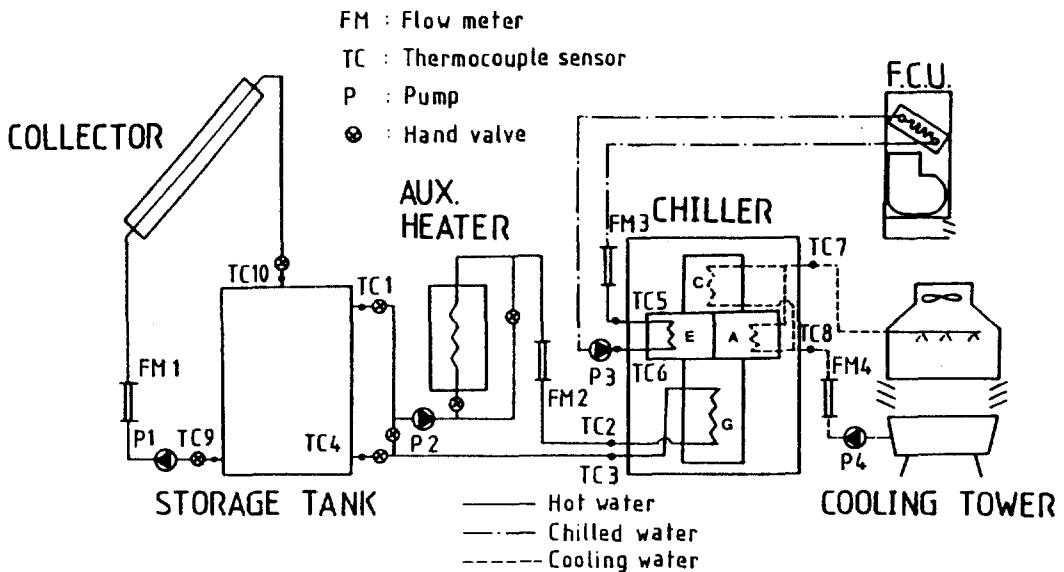 FM : Flow meter
TC : Thermocouple sensor
P : Pump
⊗ : Hand valve
F.C.U.
COLLECTOR
AUX.
HEATER
CHILLER
FM3
TC7
TC10
TC1
TC5
C
E
A
TC8
P3
TC6
FM1
FM2
FM4
G
P1
TC9
TC4
P2
TC2
TC3
P4
STORAGE TANK
COOLING TOWER
Hot water
Chilled water
Cooling water